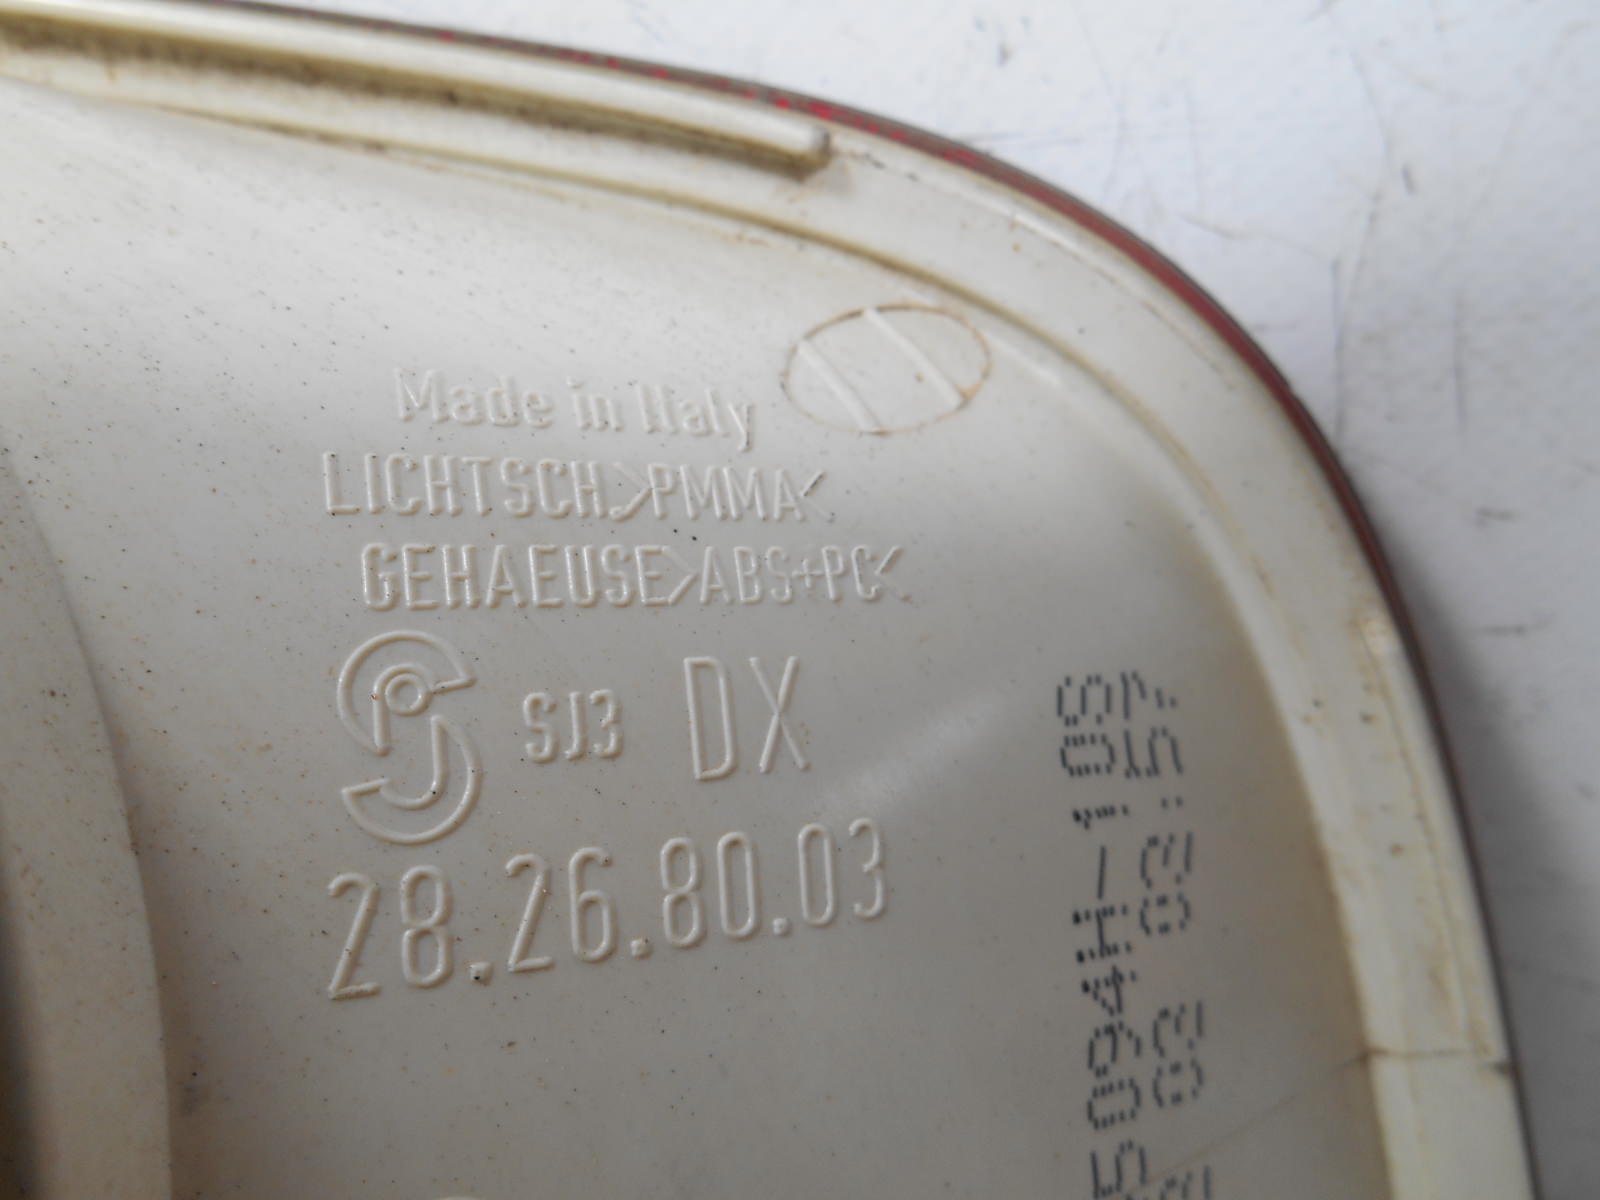 Made in Italy
LICHTSCH.>PMMA<
GEHAEUSE>ABS+PC<
SJ3 DX
28.26.80.03